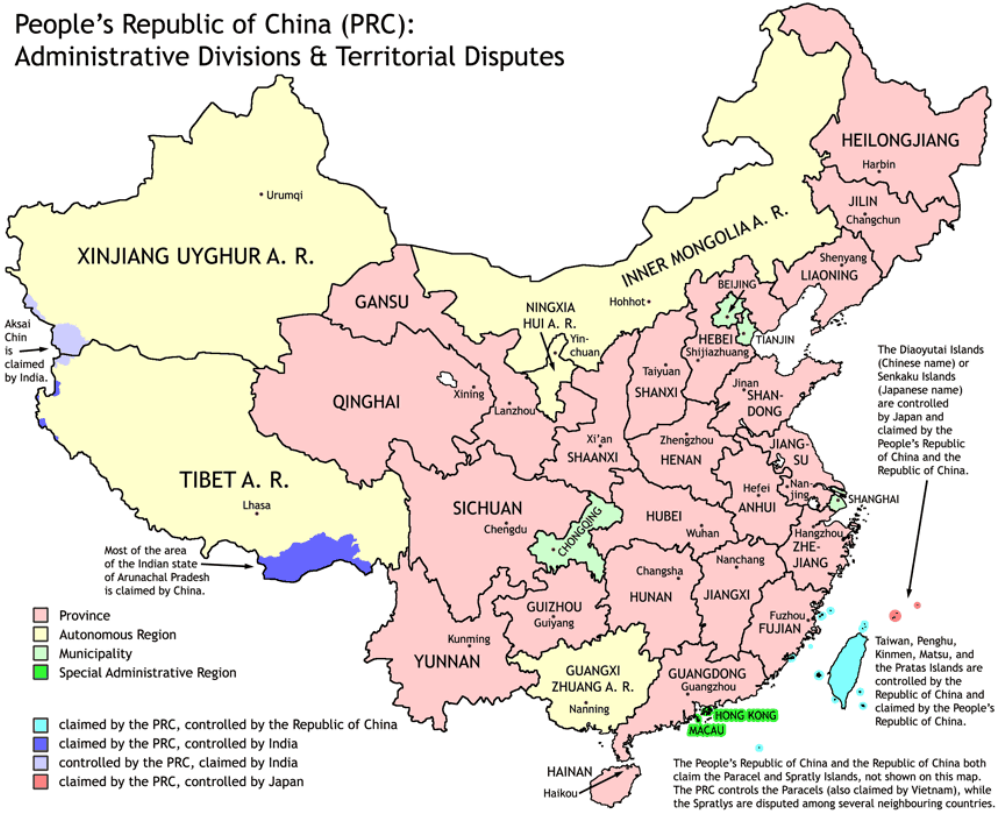 People's Republic of China (PRC):
Administrative Divisions & Territorial Disputes
HEILONGJIANG
Harbin
JILIN
Changchun
Urumqi
INNER MONGOLIA A. R.
XINJIANG UYGHUR A. R.
Shenyang
LIAONING
BEIJING
GANSU
Hohhot
NINGXIA
HUI A. R.
Yin-
chuan
HEBEI
TIANJIN
Shijiazhuang
Aksai
Chin
is
claimed
by India.
The Diaoyutai Islands
(Chinese name) or
Senkaku Islands
(Japanese name)
are controlled
by Japan and
claimed by the
People's Republic
of China and the
Republic of China.
Taiyuan
SHANXI
Jinan
SHAN-
DONG
QINGHAI
Xining
Lanzhou
Xi'an
SHAANXI
Zhengzhou
HENAN
JIANG-
SU
TIBET A. R.
Lhasa
SICHUAN
Chengdu
CHONGQING
HUBEI
Wuhan
Hefei
ANHUI
Nan-
jing
SHANGHAI
Hangzhou
ZHE-
JIANG
Most of the area
of the Indian state
of Arunachal Pradesh
is claimed by China.
Changsha
HUNAN
Nanchang
JIANGXI
GUIZHOU
Guiyang
Fuzhou
FUJIAN
Province
Autonomous Region
Municipality
Special Administrative Region
Kunming
YUNNAN
GUANGXI
ZHUANG A. R.
Nanning
GUANGDONG
Guangzhou
HONG KONG
MACAU
Taiwan, Penghu,
Kinmen, Matsu, and
the Pratas Islands are
controlled by the
Republic of China and
claimed by the People's
Republic of China.
claimed by the PRC, controlled by the Republic of China
claimed by the PRC, controlled by India
controlled by the PRC, claimed by India
claimed by the PRC, controlled by Japan
HAINAN
Haikou
The People's Republic of China and the Republic of China both
claim the Paracel and Spratly Islands, not shown on this map.
The PRC controls the Paracels (also claimed by Vietnam), while
the Spratlys are disputed among several neighbouring countries.